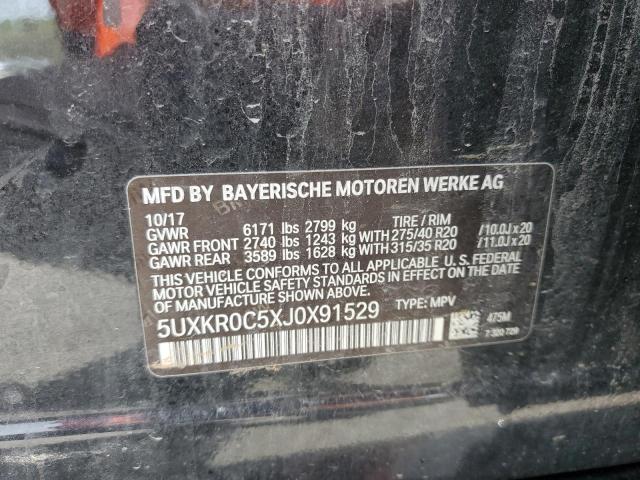 MFD BY BAYERISCHE MOTOREN WERKE AG
10/17
GVWR 6171 lbs 2799 kg TIRE / RIM
GAWR FRONT 2740 lbs 1243 kg WITH 275/40 R20 /10.0J x 20
GAWR REAR 3589 lbs 1628 kg WITH 315/35 R20 /11.0J x 20
THIS VEHICLE CONFORMS TO ALL APPLICABLE U. S. FEDERAL
MOTOR VEHICLE SAFETY STANDARDS IN EFFECT ON THE DATE
OF MANUFACTURE SHOWN ABOVE.
5UXKR0C5XJ0X91529 TYPE: MPV
475M
7 320 729